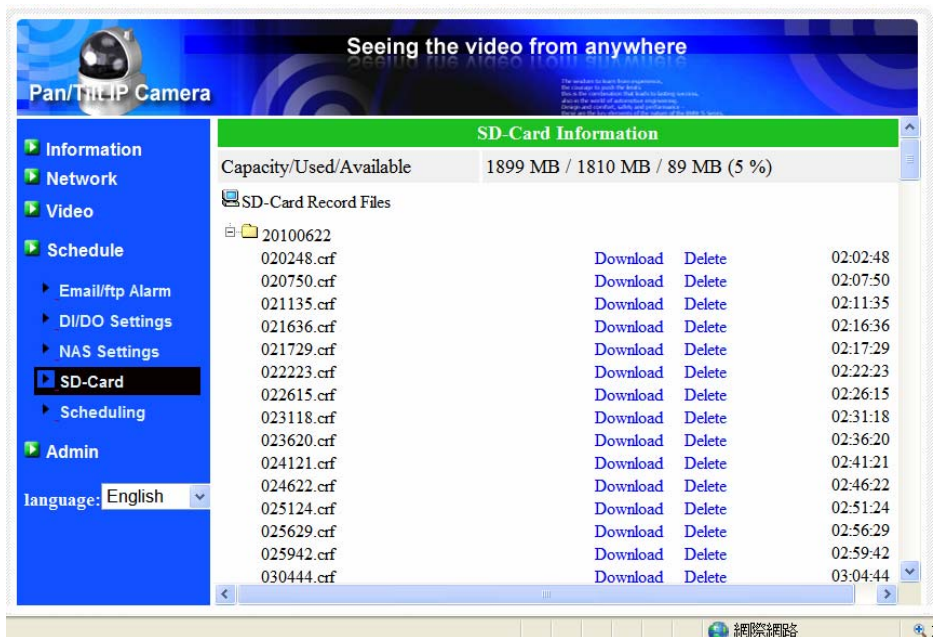 Seeing the video from anywhere
Pan/Tilt IP Camera
Information
Network
Video
Schedule
Email/ftp Alarm
DI/DO Settings
NAS Settings
SD-Card
Scheduling
Admin
language: English
SD-Card Information
Capacity/Used/Available 1899 MB / 1810 MB / 89 MB (5 %)
SD-Card Record Files
20100622
020248.crf Download Delete 02:02:48
020750.crf Download Delete 02:07:50
021135.crf Download Delete 02:11:35
021636.crf Download Delete 02:16:36
021729.crf Download Delete 02:17:29
022223.crf Download Delete 02:22:23
022615.crf Download Delete 02:26:15
023118.crf Download Delete 02:31:18
023620.crf Download Delete 02:36:20
024121.crf Download Delete 02:41:21
024622.crf Download Delete 02:46:22
025124.crf Download Delete 02:51:24
025629.crf Download Delete 02:56:29
025942.crf Download Delete 02:59:42
030444.crf Download Delete 03:04:44
網際網路